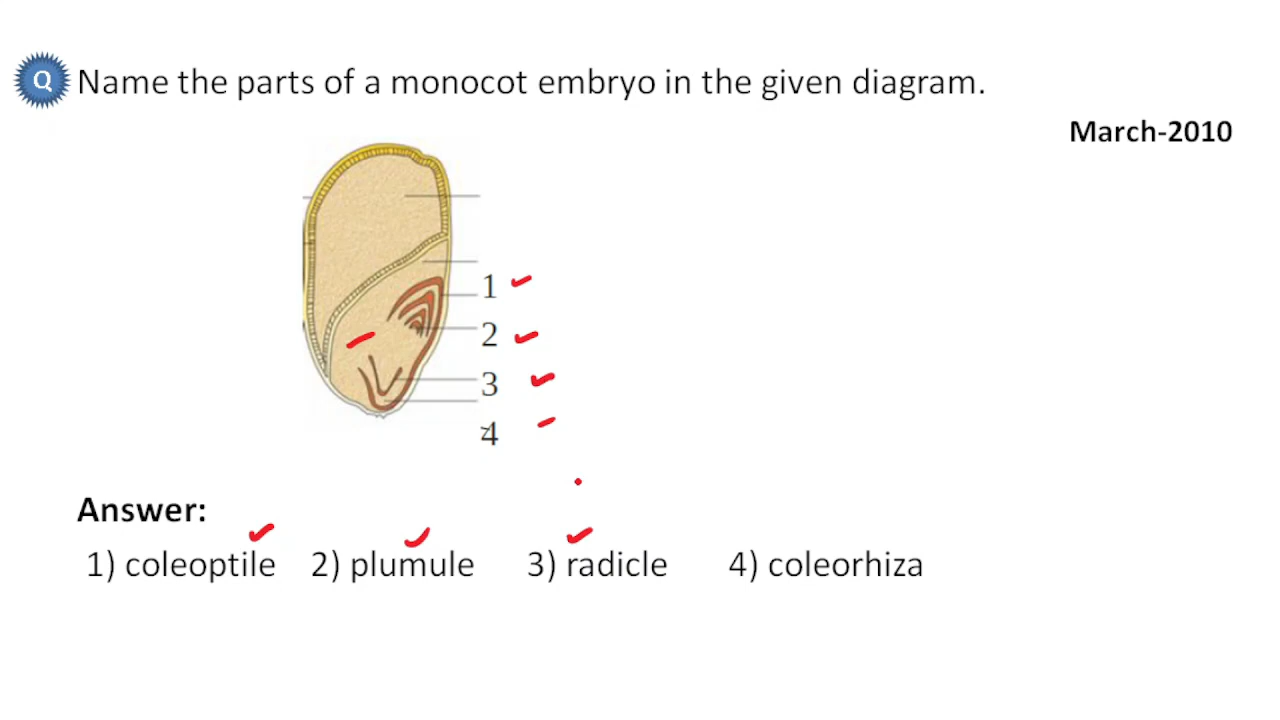 Q Name the parts of a monocot embryo in the given diagram.
March-2010
1
2
3
4
Answer:
1) coleoptile 2) plumule 3) radicle 4) coleorhiza